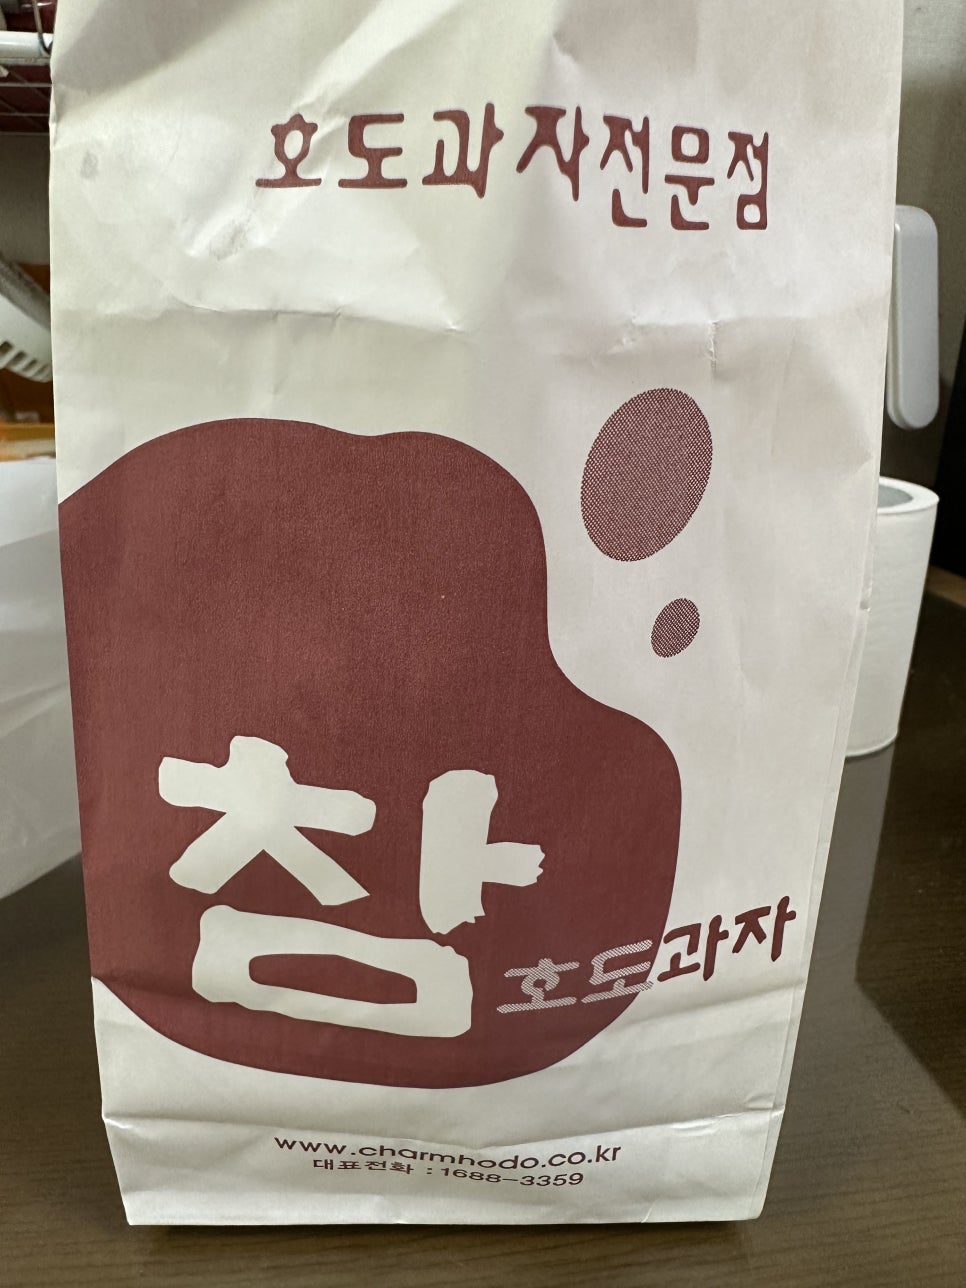 호도과자전문점
참
호도과자
www.charmhodo.co.kr
대표전화 : 1688-3359